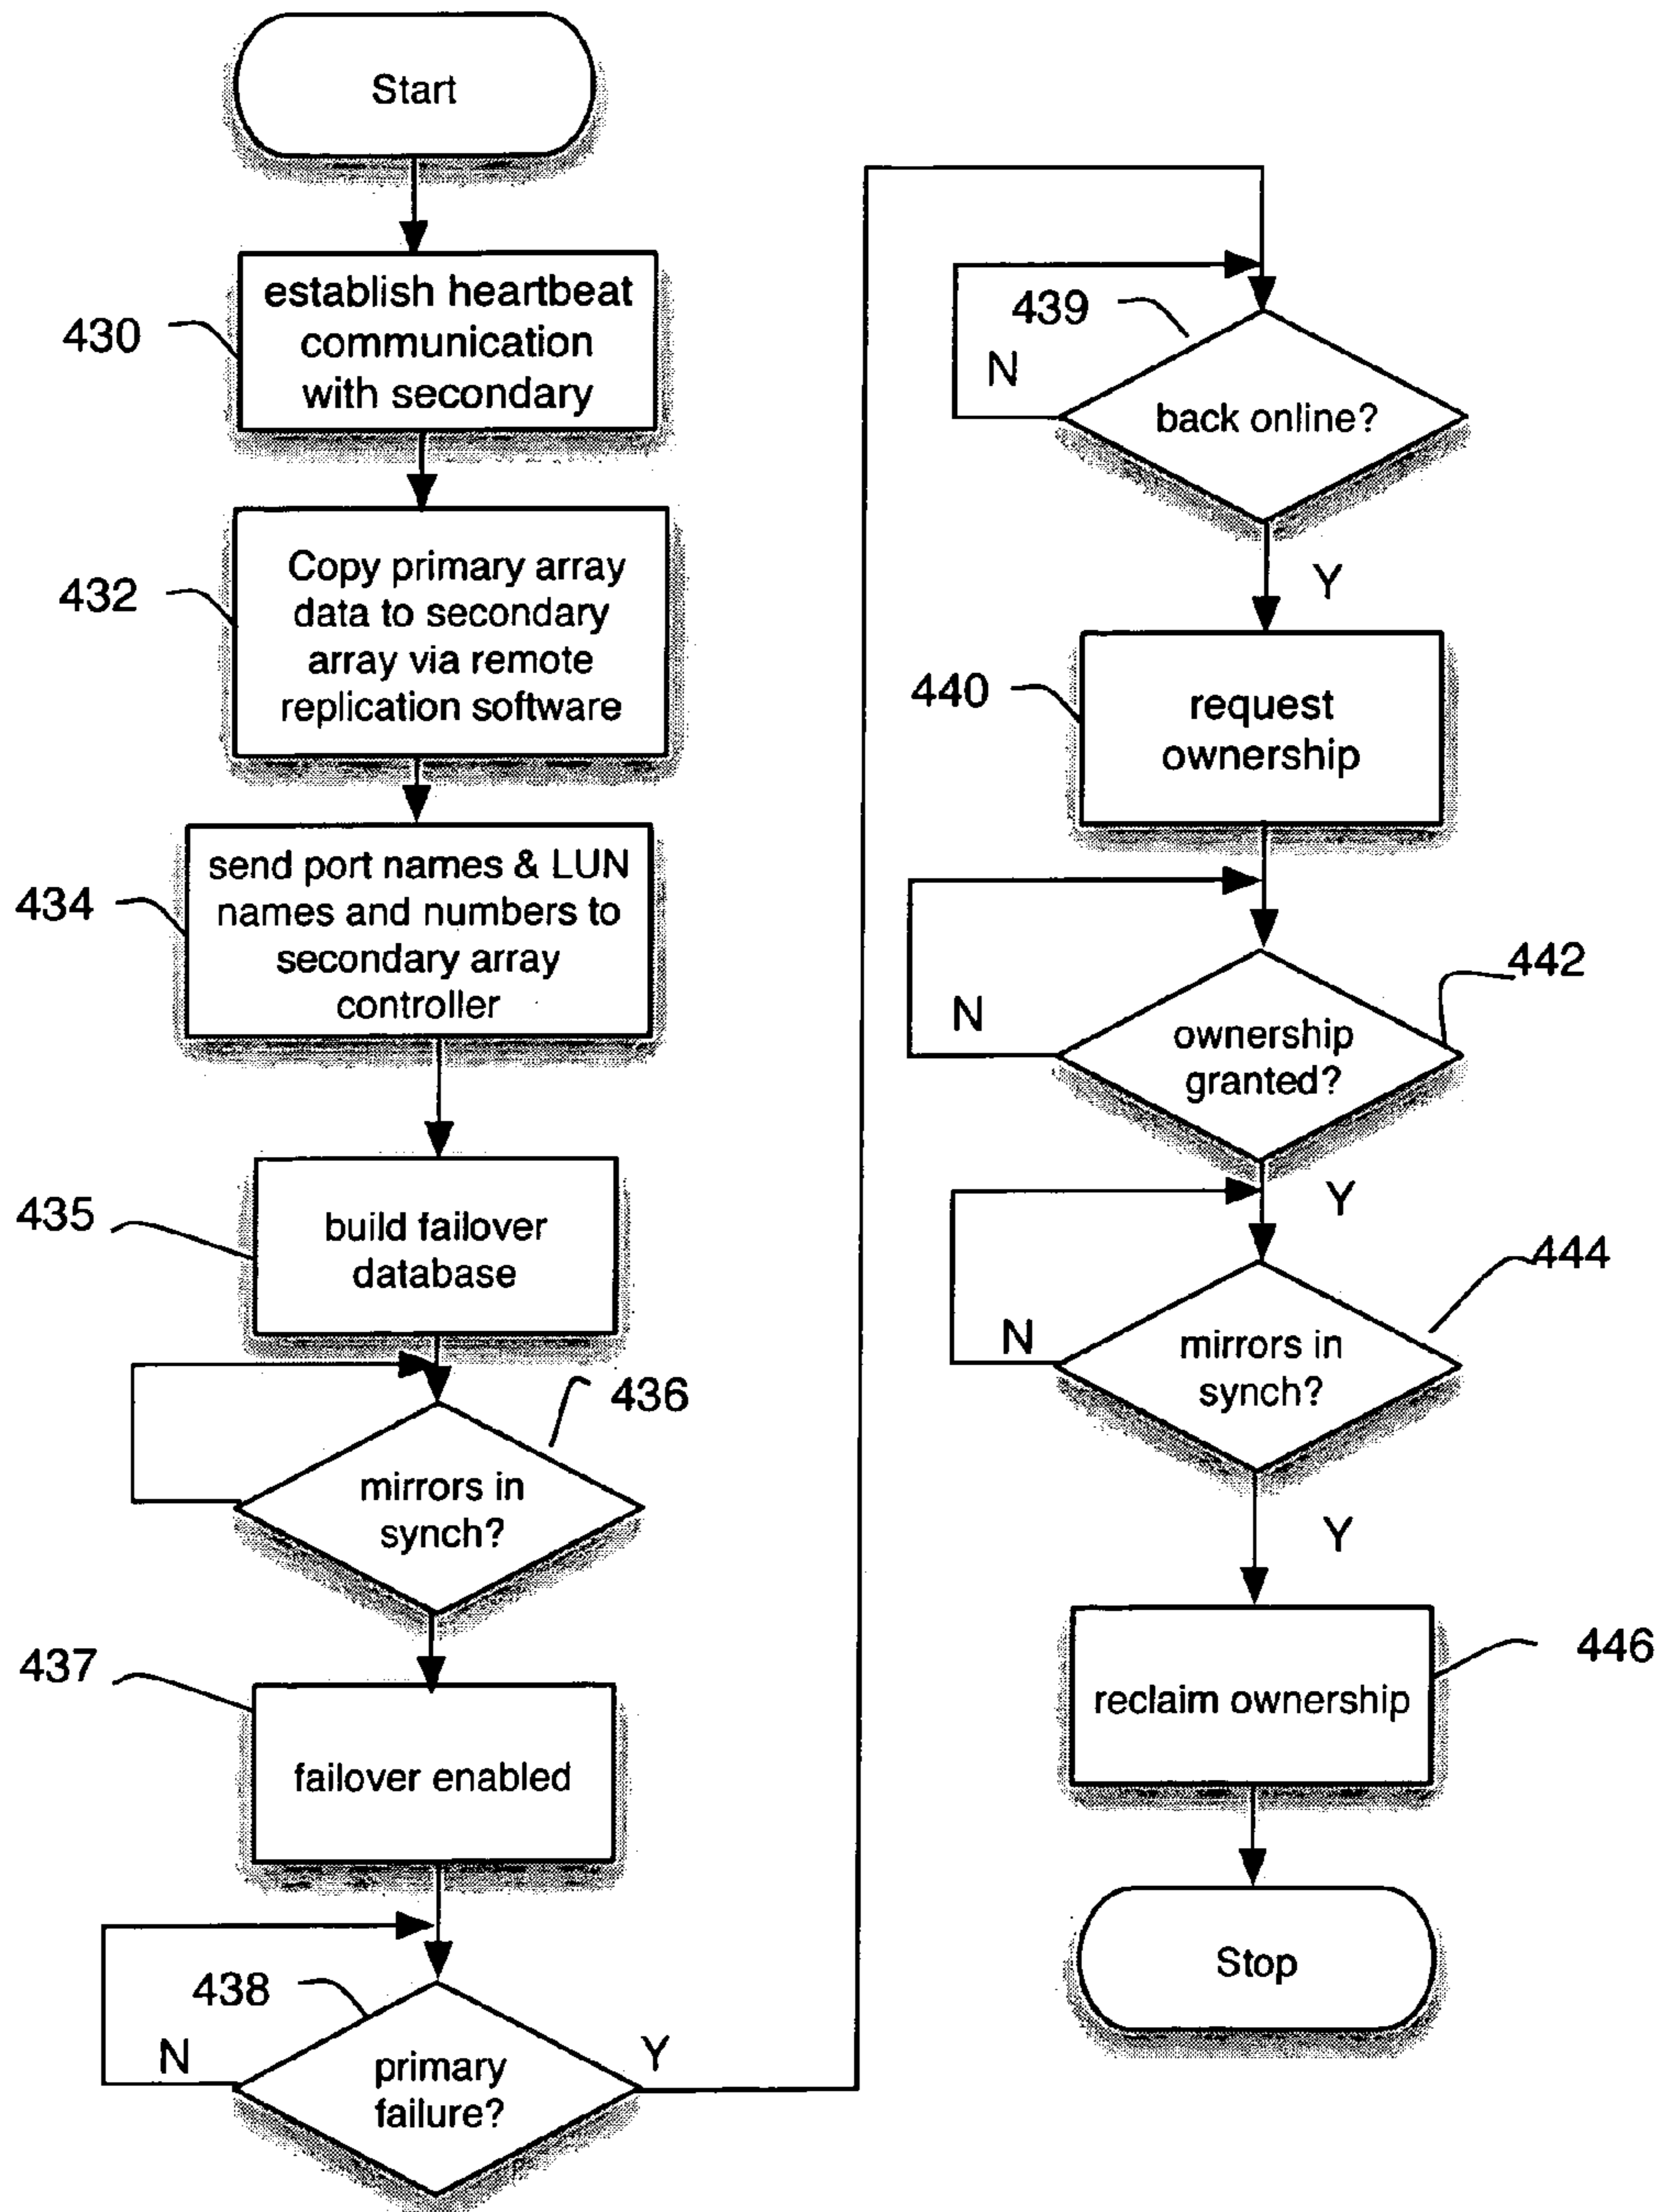 Start
430
establish heartbeat
communication
with secondary
432
Copy primary array
data to secondary
array via remote
replication software
434
send port names & LUN
names and numbers to
secondary array
controller
435
build failover
database
436
mirrors in
synch?
437
failover enabled
438
N
Y
primary
failure?
439
N
back online?
Y
440
request
ownership
442
N
ownership
granted?
Y
444
N
mirrors in
synch?
Y
446
reclaim ownership
Stop